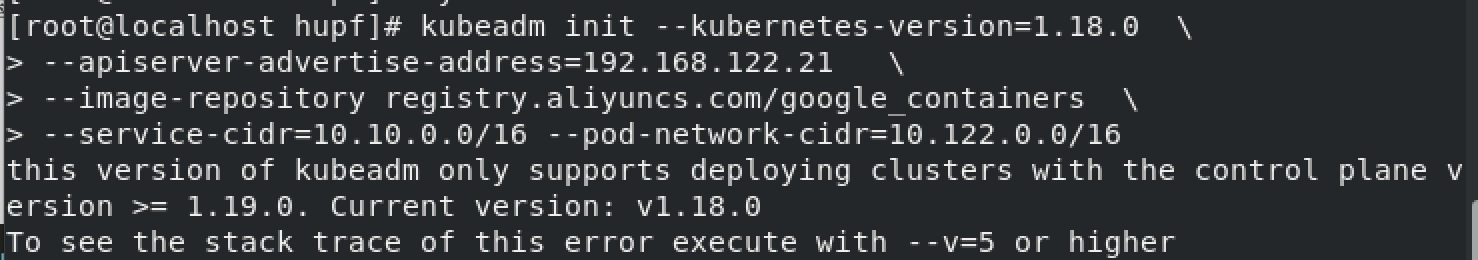 [root@localhost hupf]# kubeadm init --kubernetes-version=1.18.0  \
> --apiserver-advertise-address=192.168.122.21   \
> --image-repository registry.aliyuncs.com/google_containers  \
> --service-cidr=10.10.0.0/16 --pod-network-cidr=10.122.0.0/16
this version of kubeadm only supports deploying clusters with the control plane v
ersion >= 1.19.0. Current version: v1.18.0
To see the stack trace of this error execute with --v=5 or higher